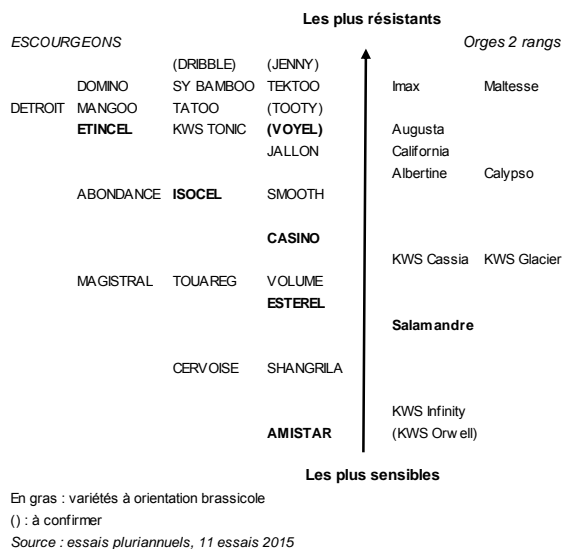 Les plus résistants
ESCOURGEONS Orges 2 rangs
(DRIBBLE) (JENNY)
DOMINO SY BAMBOO TEKTOO Imax Maltesse
DETROIT MANGOO TATOO (TOOTY)
ETINCEL KWS TONIC (VOYEL) Augusta
JALLON California
Albertine Calypso
ABONDANCE ISOCEL SMOOTH
CASINO
KWS Cassia KWS Glacier
MAGISTRAL TOUAREG VOLUME
ESTEREL
Salamandre
CERVOISE SHANGRILA
KWS Infinity
AMISTAR (KWS Orwell)
Les plus sensibles
En gras : variétés à orientation brassicole
() : à confirmer
Source : essais pluriannuels, 11 essais 2015